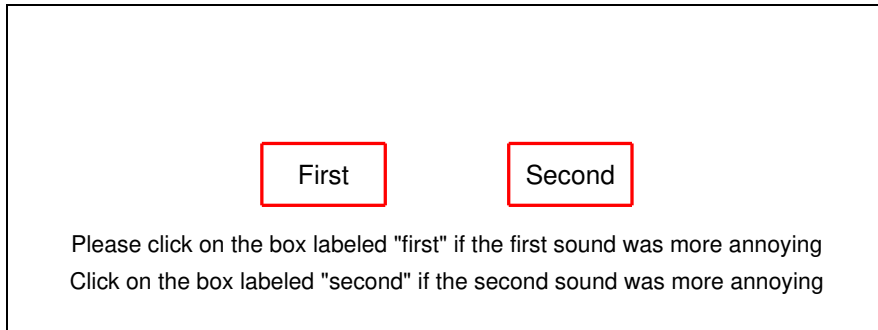 First Second
Please click on the box labeled "first" if the first sound was more annoying
Click on the box labeled "second" if the second sound was more annoying